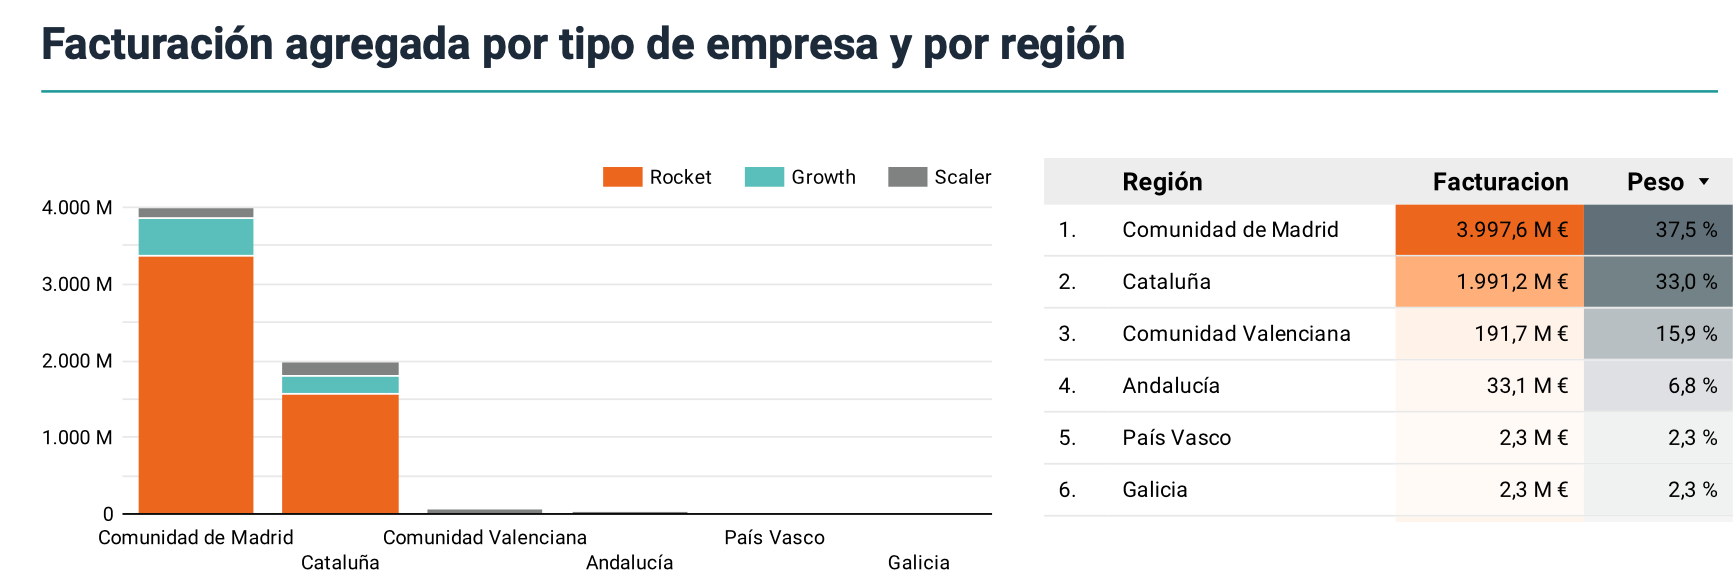 Facturación agregada por tipo de empresa y por región
Rocket Growth Scaler
4.000 M
3.000 M
2.000 M
1.000 M
0
Comunidad de Madrid
Cataluña
Comunidad Valenciana
Andalucía
País Vasco
Galicia
Región Facturacion Peso
1. Comunidad de Madrid 3.997,6 M € 37,5 %
2. Cataluña 1.991,2 M € 33,0 %
3. Comunidad Valenciana 191,7 M € 15,9 %
4. Andalucía 33,1 M € 6,8 %
5. País Vasco 2,3 M € 2,3 %
6. Galicia 2,3 M € 2,3 %